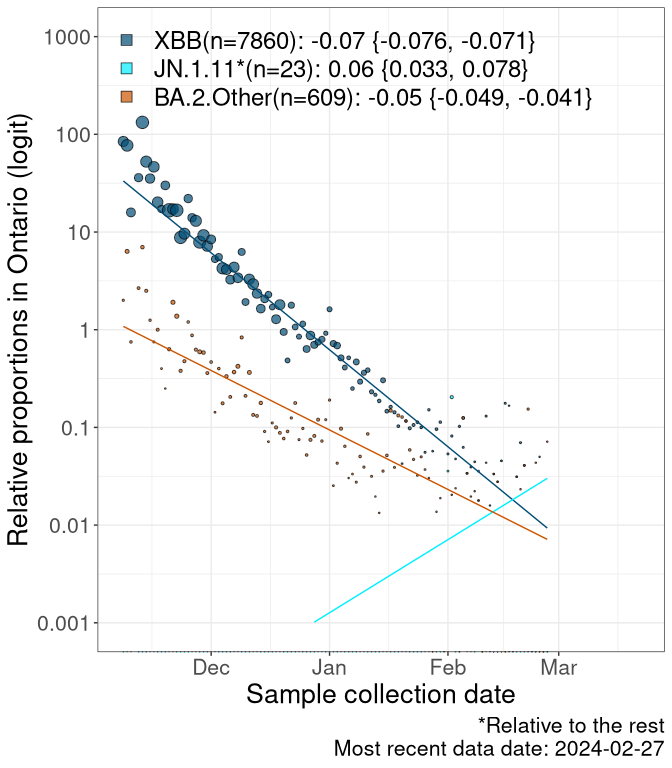 1000
100
10
1
0.1
0.01
0.001
Relative proportions in Ontario (logit)
XBB(n=7860): -0.07 {-0.076, -0.071}
JN.1.11*(n=23): 0.06 {0.033, 0.078}
BA.2.Other(n=609): -0.05 {-0.049, -0.041}
Dec Jan Feb Mar
Sample collection date
*Relative to the rest
Most recent data date: 2024-02-27